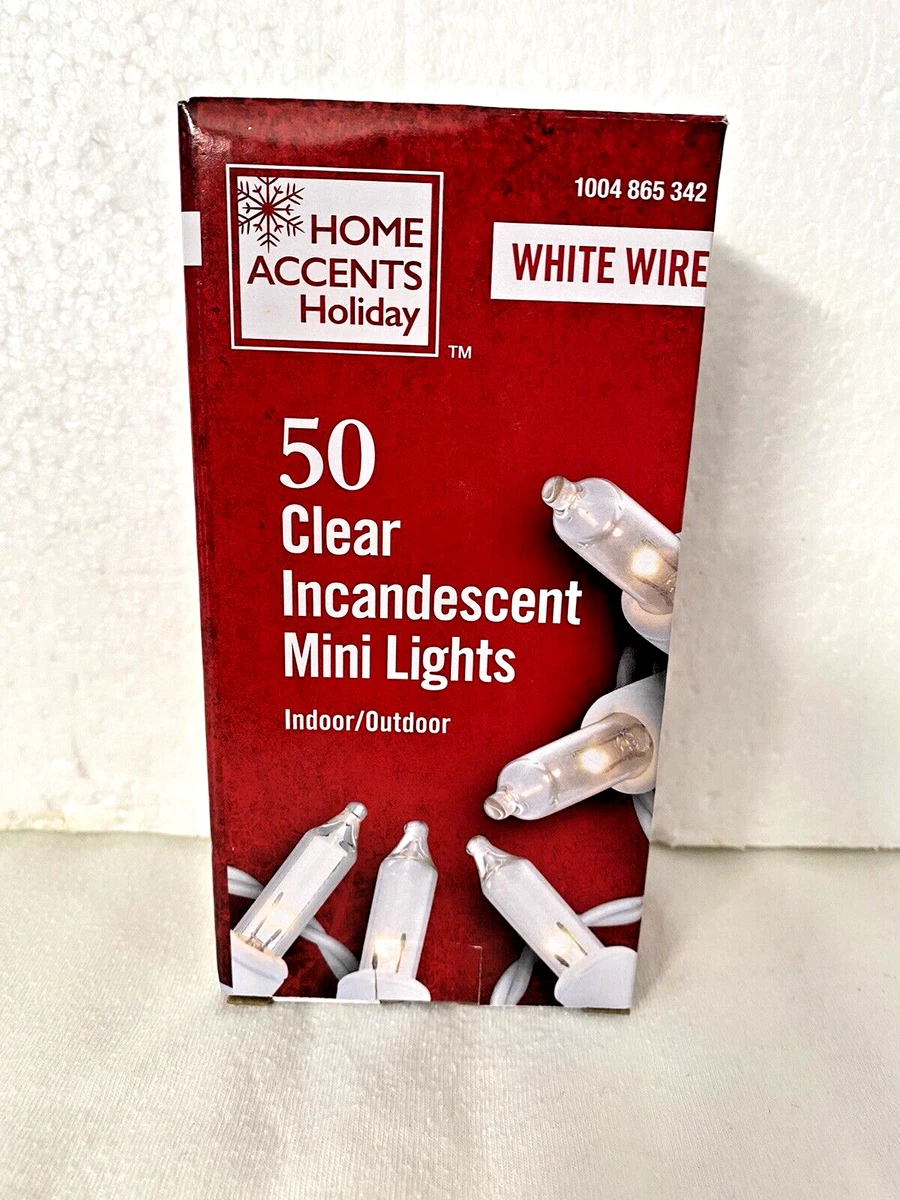 HOME
ACCENTS
Holiday
TM
1004 865 342
WHITE WIRE
50
Clear
Incandescent
Mini Lights
Indoor/Outdoor